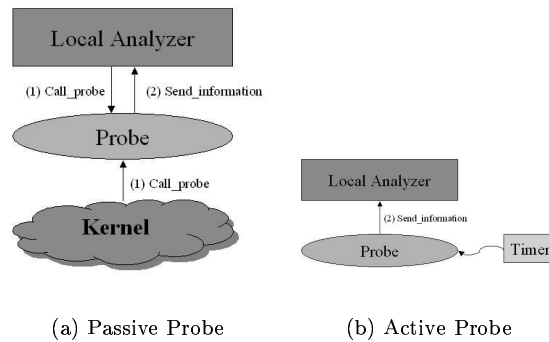 Local Analyzer
(1) Call_probe
(2) Send_information
Probe
(1) Call_probe
Kernel
Local Analyzer
(2) Send_information
Probe
Timer
(a) Passive Probe
(b) Active Probe